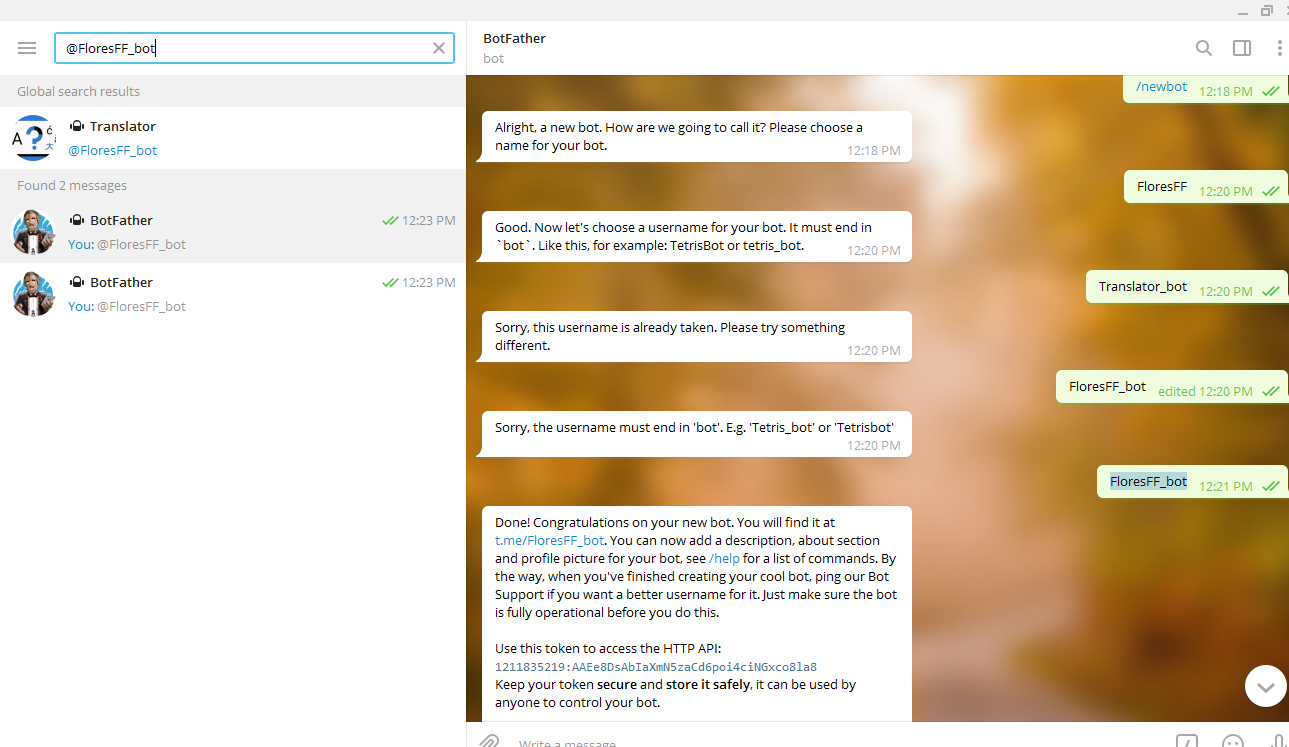 @FloresFF_bot
Global search results
Translator
@FloresFF_bot
Found 2 messages
BotFather 12:23 PM
You: @FloresFF_bot
BotFather 12:23 PM
You: @FloresFF_bot
BotFather
bot
/newbot 12:18 PM
Alright, a new bot. How are we going to call it? Please choose a
name for your bot. 12:18 PM
FloresFF 12:20 PM
Good. Now let's choose a username for your bot. It must end in
`bot`. Like this, for example: TetrisBot or tetris_bot. 12:20 PM
Translator_bot 12:20 PM
Sorry, this username is already taken. Please try something
different. 12:20 PM
FloresFF_bot edited 12:20 PM
Sorry, the username must end in 'bot'. E.g. 'Tetris_bot' or 'Tetrisbot'
12:20 PM
FloresFF_bot 12:21 PM
Done! Congratulations on your new bot. You will find it at
t.me/FloresFF_bot. You can now add a description, about section
and profile picture for your bot, see /help for a list of commands. By
the way, when you've finished creating your cool bot, ping our Bot
Support if you want a better username for it. Just make sure the bot
is fully operational before you do this.
Use this token to access the HTTP API:
1211835219:AAEe8DsAbIaXmN5zaCd6poi4ciNGxco8la8
Keep your token secure and store it safely, it can be used by
anyone to control your bot.
Write a message